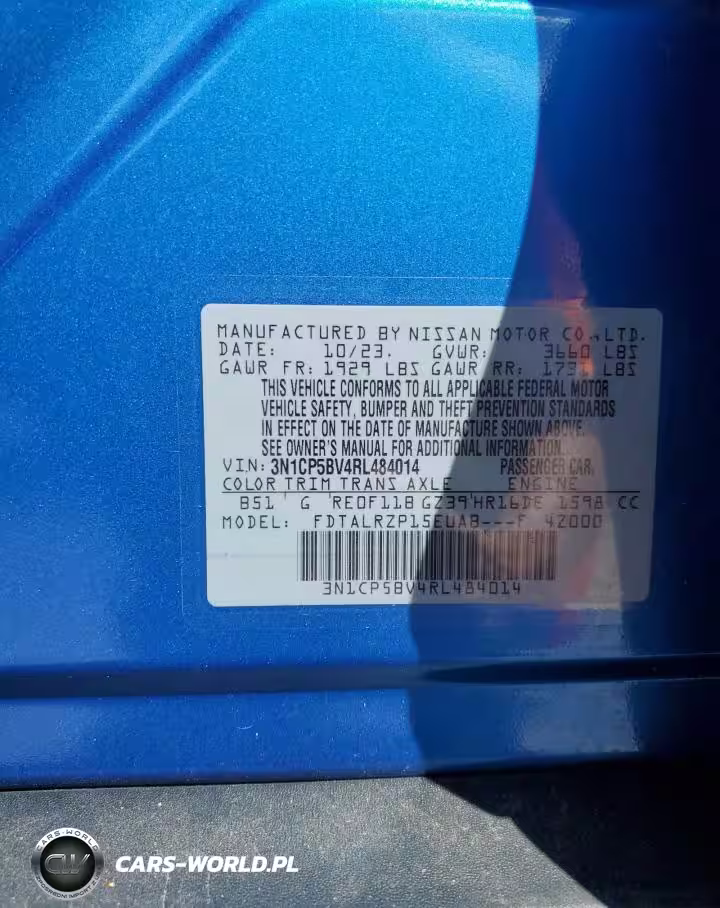 MANUFACTURED BY NISSAN MOTOR CO., LTD.
DATE: 10/23. GVWR: 3660 LBS
GAWR FR: 1929 LBS GAWR RR: 1731 LBS
THIS VEHICLE CONFORMS TO ALL APPLICABLE FEDERAL MOTOR
VEHICLE SAFETY, BUMPER AND THEFT PREVENTION STANDARDS
IN EFFECT ON THE DATE OF MANUFACTURE SHOWN ABOVE.
SEE OWNER'S MANUAL FOR ADDITIONAL INFORMATION.
VIN: 3N1CP5BV4RL484014 PASSENGER CAR
COLOR TRIM TRANS AXLE ENGINE
B51 G RE0F11B GZ39 HR16DE 1598 CC
MODEL: FDTALRZP15EUAB---F 4Z000
3N1CP5BV4RL484014
CARS-WORLD
CW
CARS-WORLD.PL